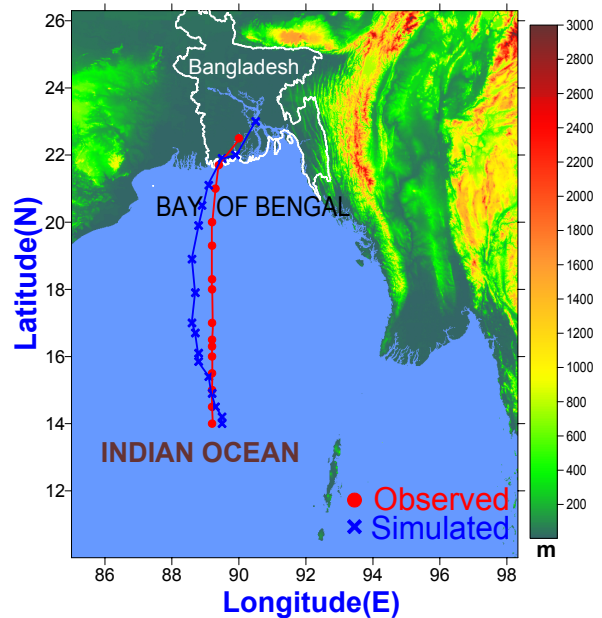 26
24
22
20
18
16
14
12
Latitude(N)
Bangladesh
BAY OF BENGAL
INDIAN OCEAN
Observed
Simulated
86 88 90 92 94 96 98
Longitude(E)
3000
2800
2600
2400
2200
2000
1800
1600
1400
1200
1000
800
600
400
200
m